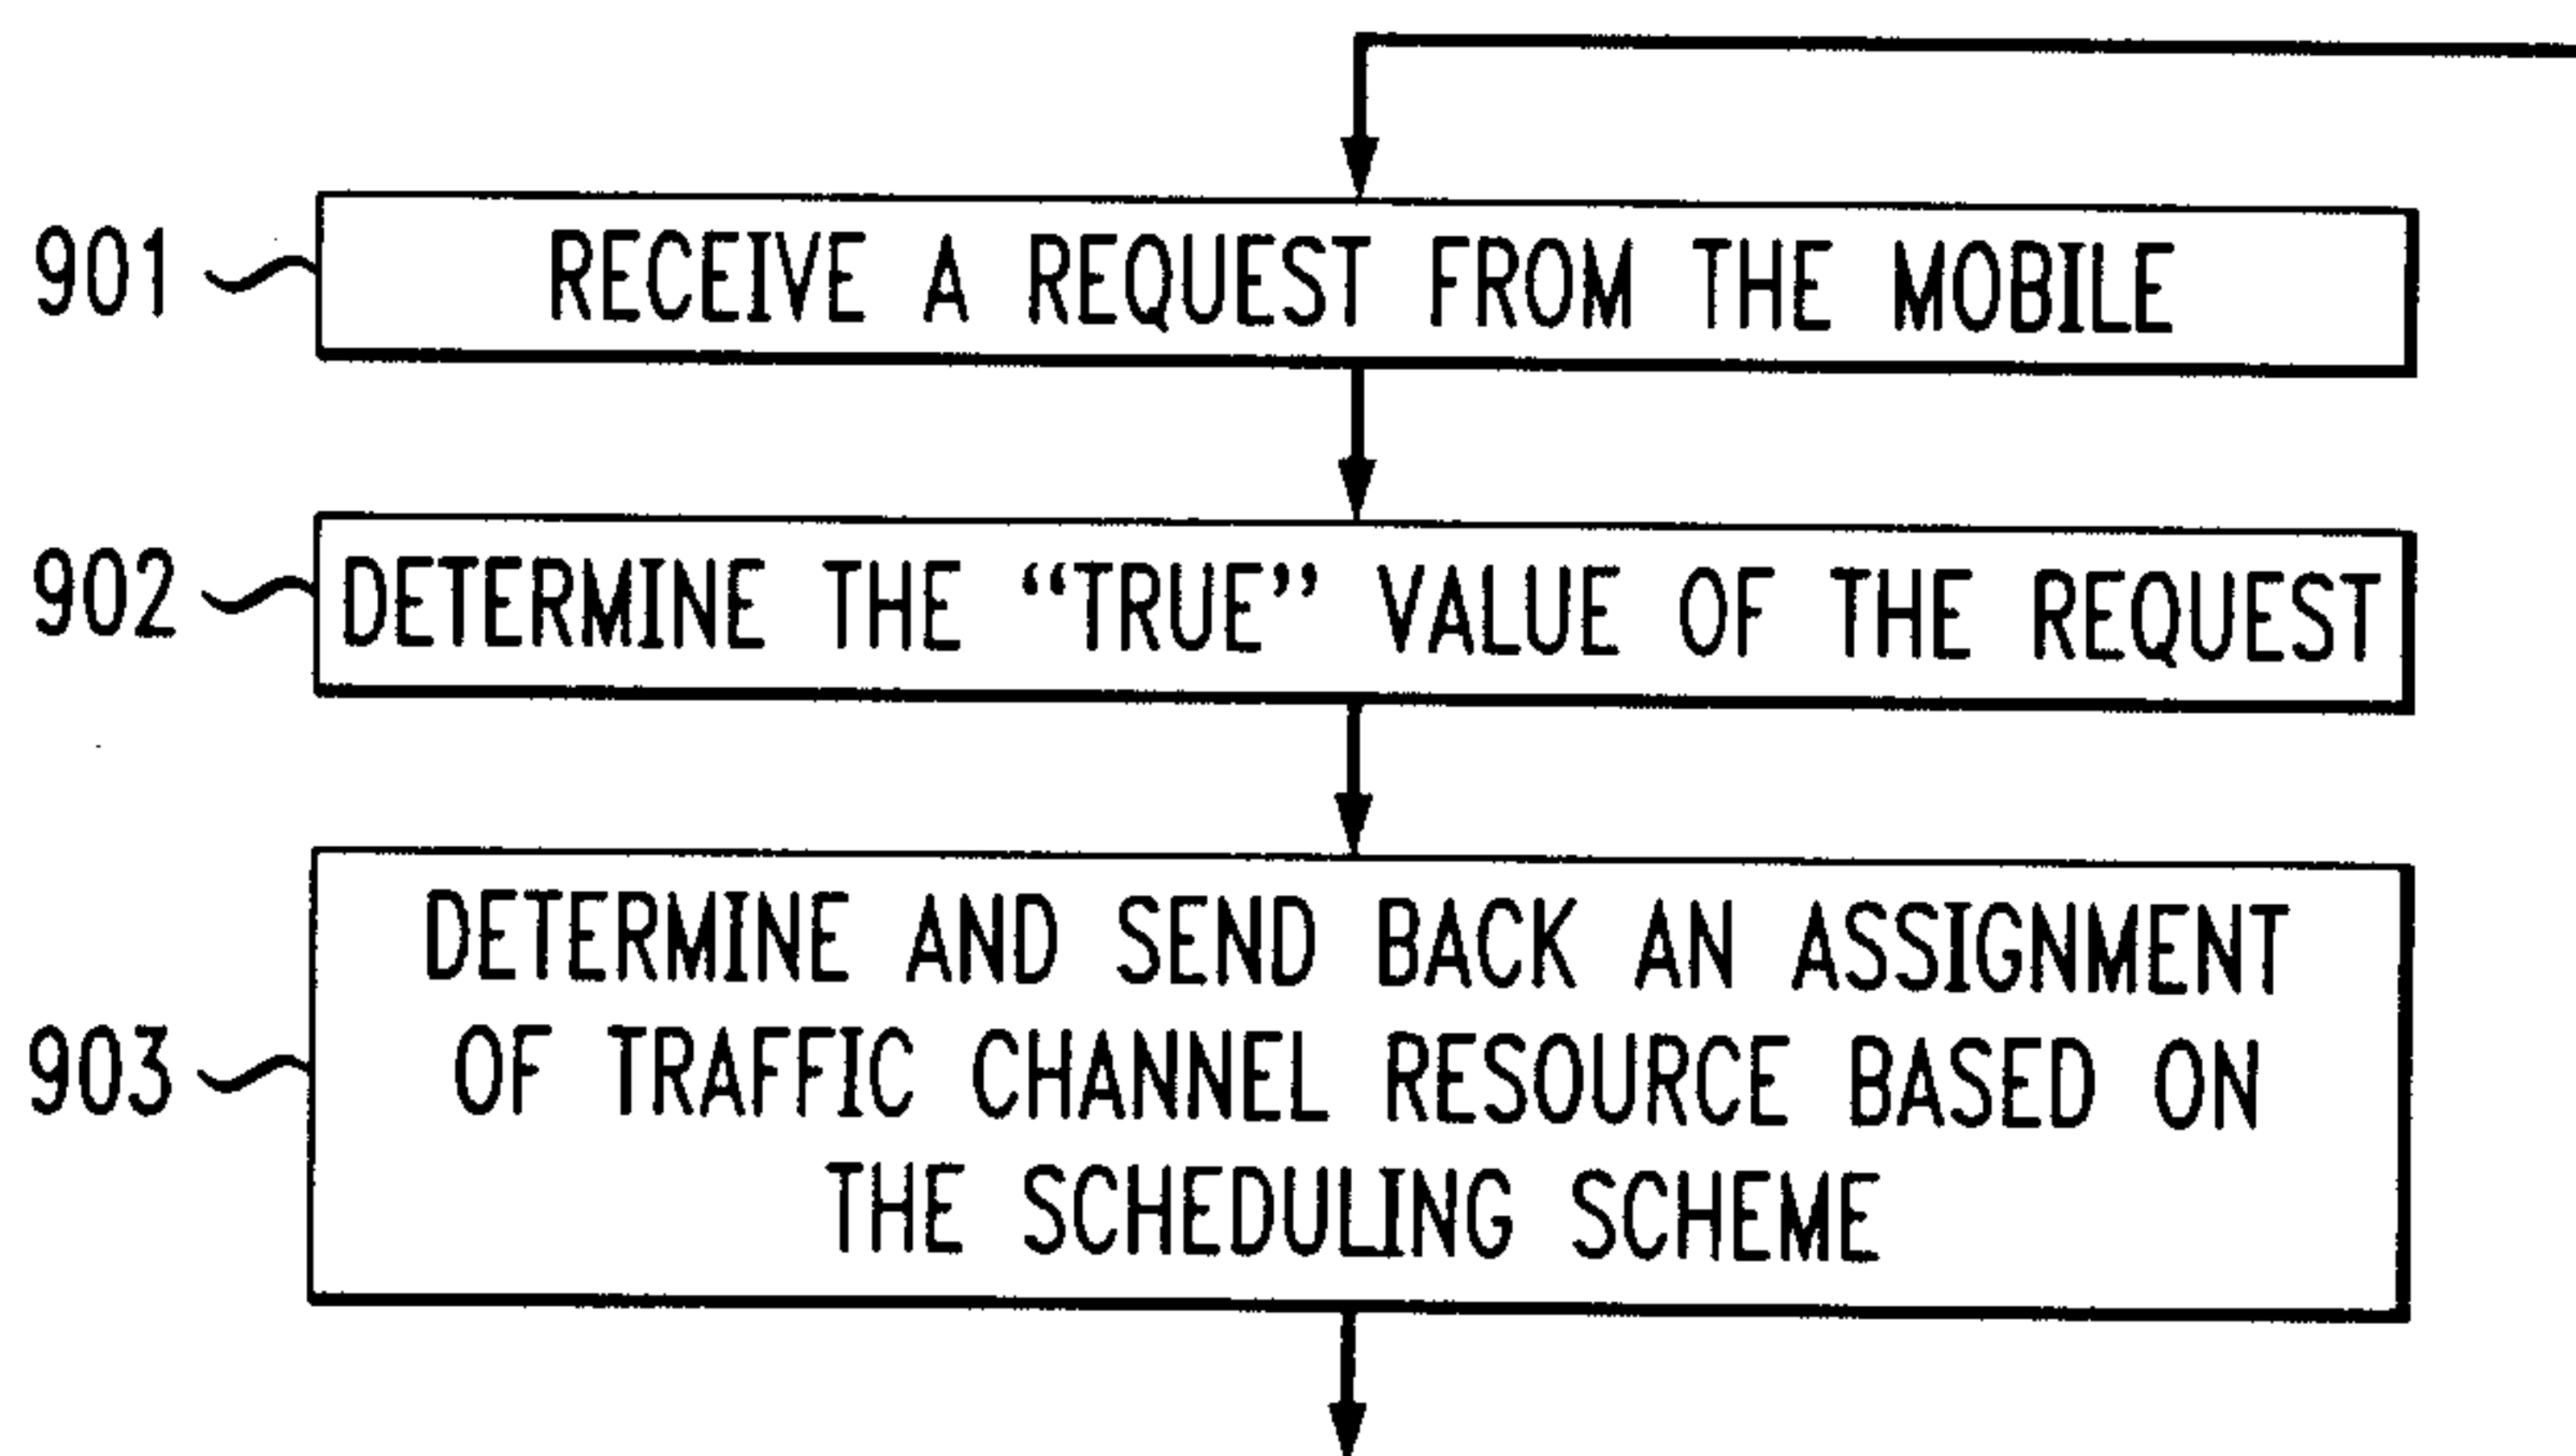 901
RECEIVE A REQUEST FROM THE MOBILE
902
DETERMINE THE “TRUE” VALUE OF THE REQUEST
903
DETERMINE AND SEND BACK AN ASSIGNMENT
OF TRAFFIC CHANNEL RESOURCE BASED ON
THE SCHEDULING SCHEME